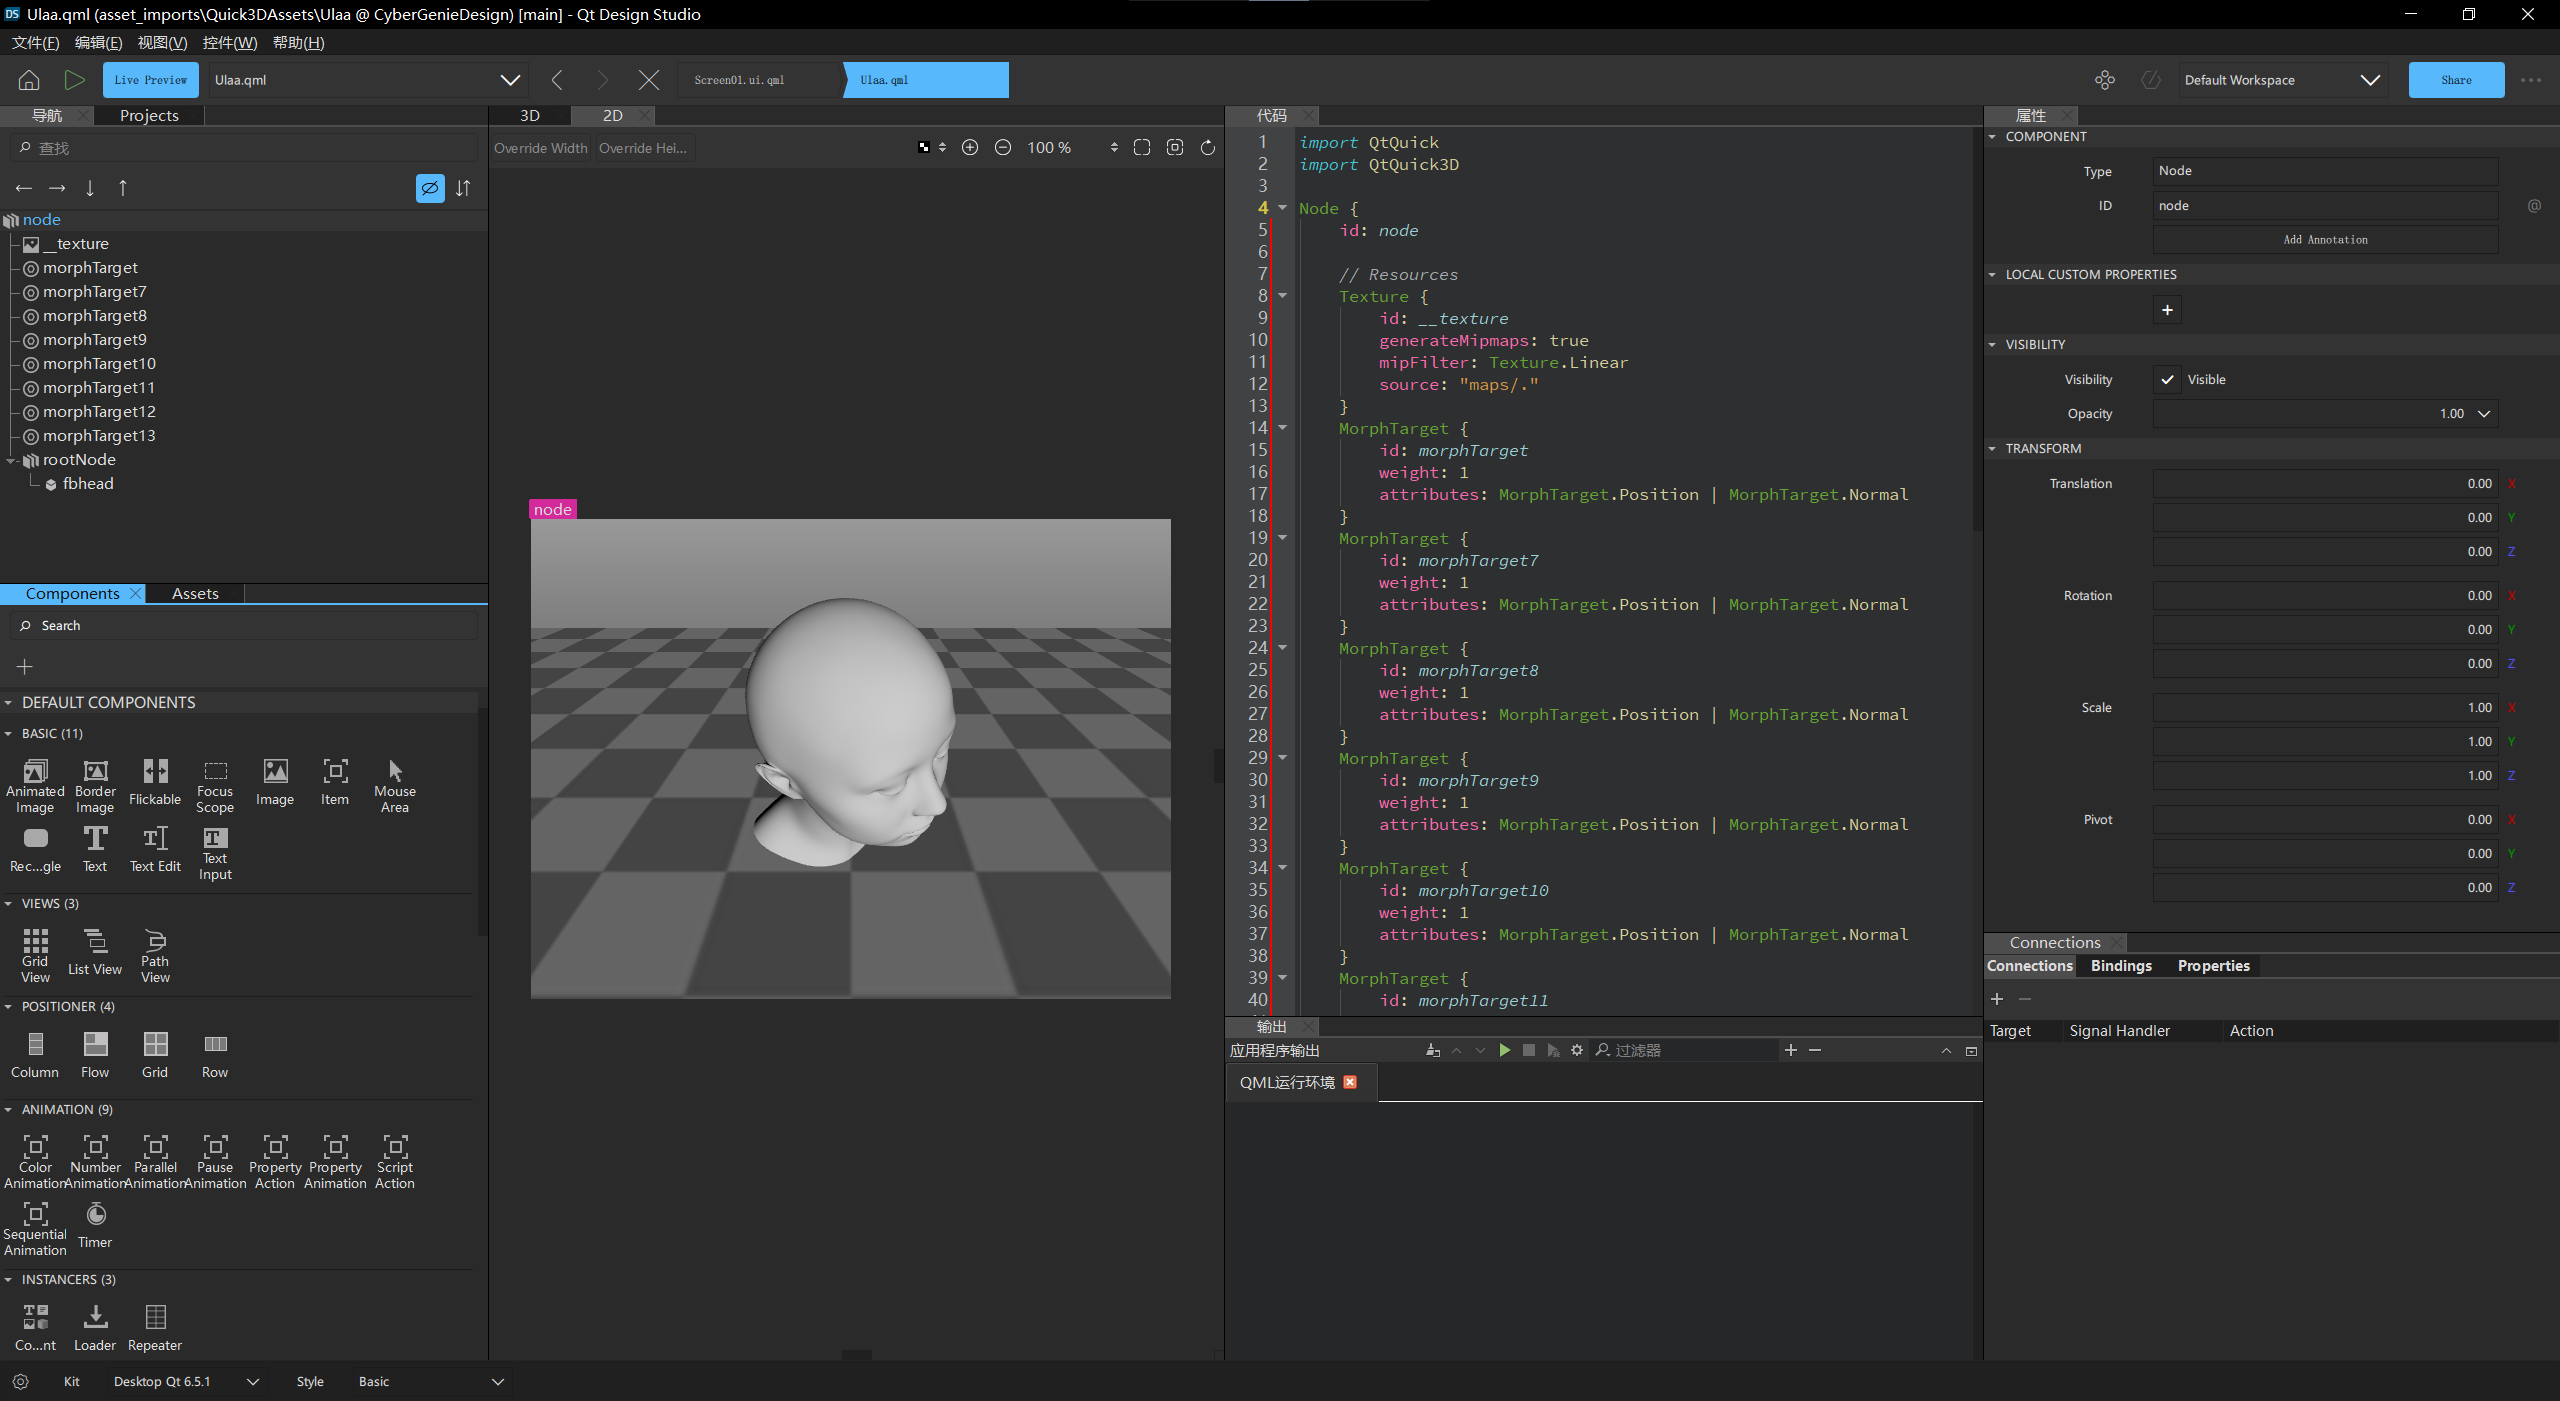 DS Ulaa.qml (asset_imports\Quick3DAssets\Ulaa @ CyberGenieDesign) [main] - Qt Design Studio
文件(F) 编辑(E) 视图(V) 控件(W) 帮助(H)
Live Preview Ulaa.qml Screen01.ui.qml Ulaa.qml Default Workspace Share
导航 Projects
查找
node
__texture
morphTarget
morphTarget7
morphTarget8
morphTarget9
morphTarget10
morphTarget11
morphTarget12
morphTarget13
rootNode
fbhead
Components Assets
Search
DEFAULT COMPONENTS
BASIC (11)
Animated Image
Border Image
Flickable
Focus Scope
Image
Item
Mouse Area
Rec...gle
Text
Text Edit
Text Input
VIEWS (3)
Grid View
List View
Path View
POSITIONER (4)
Column Flow Grid Row
ANIMATION (9)
Color Animation
Number Animation
Parallel Animation
Pause Animation
Property Action
Property Animation
Script Action
Sequential Animation
Timer
INSTANCERS (3)
Co...nt Loader Repeater
3D 2D
Override Width Override Hei... 100 %
node
代码
1 import QtQuick
2 import QtQuick3D
3
4 Node {
5 id: node
6
7 // Resources
8 Texture {
9 id: __texture
10 generateMipmaps: true
11 mipFilter: Texture.Linear
12 source: "maps/."
13 }
14 MorphTarget {
15 id: morphTarget
16 weight: 1
17 attributes: MorphTarget.Position | MorphTarget.Normal
18 }
19 MorphTarget {
20 id: morphTarget7
21 weight: 1
22 attributes: MorphTarget.Position | MorphTarget.Normal
23 }
24 MorphTarget {
25 id: morphTarget8
26 weight: 1
27 attributes: MorphTarget.Position | MorphTarget.Normal
28 }
29 MorphTarget {
30 id: morphTarget9
31 weight: 1
32 attributes: MorphTarget.Position | MorphTarget.Normal
33 }
34 MorphTarget {
35 id: morphTarget10
36 weight: 1
37 attributes: MorphTarget.Position | MorphTarget.Normal
38 }
39 MorphTarget {
40 id: morphTarget11
输出
应用程序输出 过滤器
QML运行环境
属性
COMPONENT
Type Node
ID node @
Add Annotation
LOCAL CUSTOM PROPERTIES
+
VISIBILITY
Visibility Visible
Opacity 1.00
TRANSFORM
Translation 0.00 X
0.00 Y
0.00 Z
Rotation 0.00 X
0.00 Y
0.00 Z
Scale 1.00 X
1.00 Y
1.00 Z
Pivot 0.00 X
0.00 Y
0.00 Z
Connections
Connections Bindings Properties
Target Signal Handler Action
Kit Desktop Qt 6.5.1 Style Basic